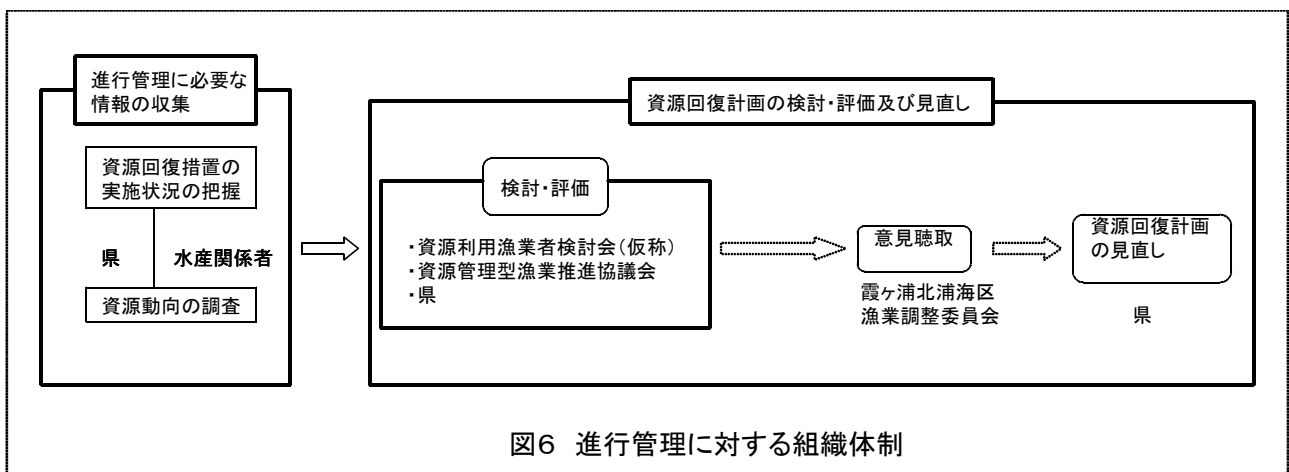 進行管理に必要な
情報の収集
資源回復措置の
実施状況の把握
県 水産関係者
資源動向の調査
資源回復計画の検討・評価及び見直し
検討・評価
・資源利用漁業者検討会(仮称)
・資源管理型漁業推進協議会
・県
意見聴取
霞ヶ浦北浦海区
漁業調整委員会
資源回復計画
の見直し
県
図6 進行管理に対する組織体制